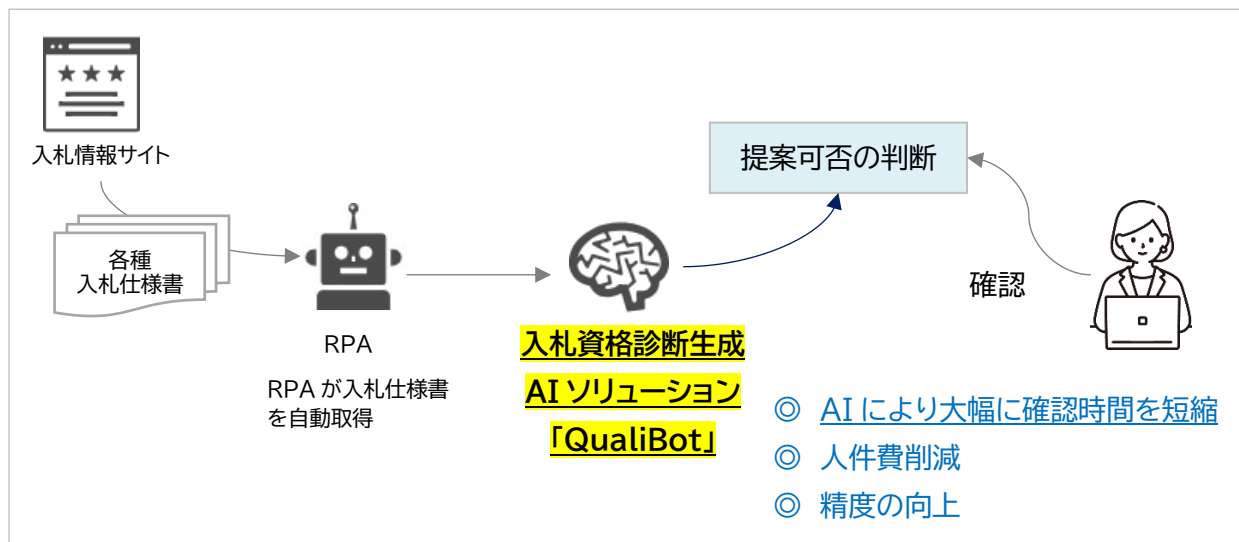 入札情報サイト
各種
入札仕様書
RPA
RPA が入札仕様書
を自動取得
入札資格診断生成
AI ソリューション
「QualiBot」
提案可否の判断
確認
◎ AI により大幅に確認時間を短縮
◎ 人件費削減
◎ 精度の向上